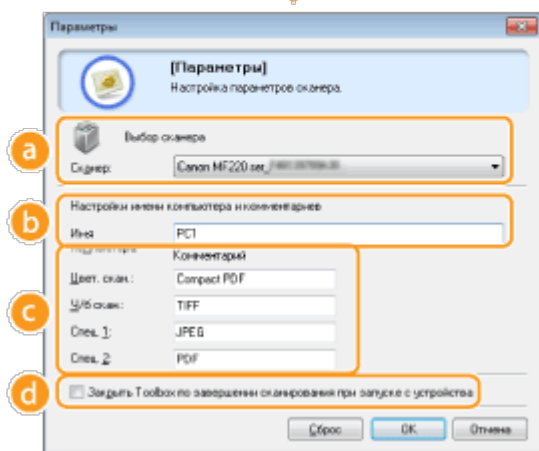 Параметры
[Параметры]
Настройка параметров сканера.
a
Выбор сканера
Сканер:
Canon MF220 ser_
b
Настройки имени компьютера и комментариев
Имя
PC1
Комментарий
c
Цвет. скан.:
Compact PDF
Ч/б скан.:
TIFF
Спец. 1:
JPEG
Спец. 2:
PDF
d
Закрыть Toolbox по завершении сканирования при запуске с устройства
Сброс
OK
Отмена